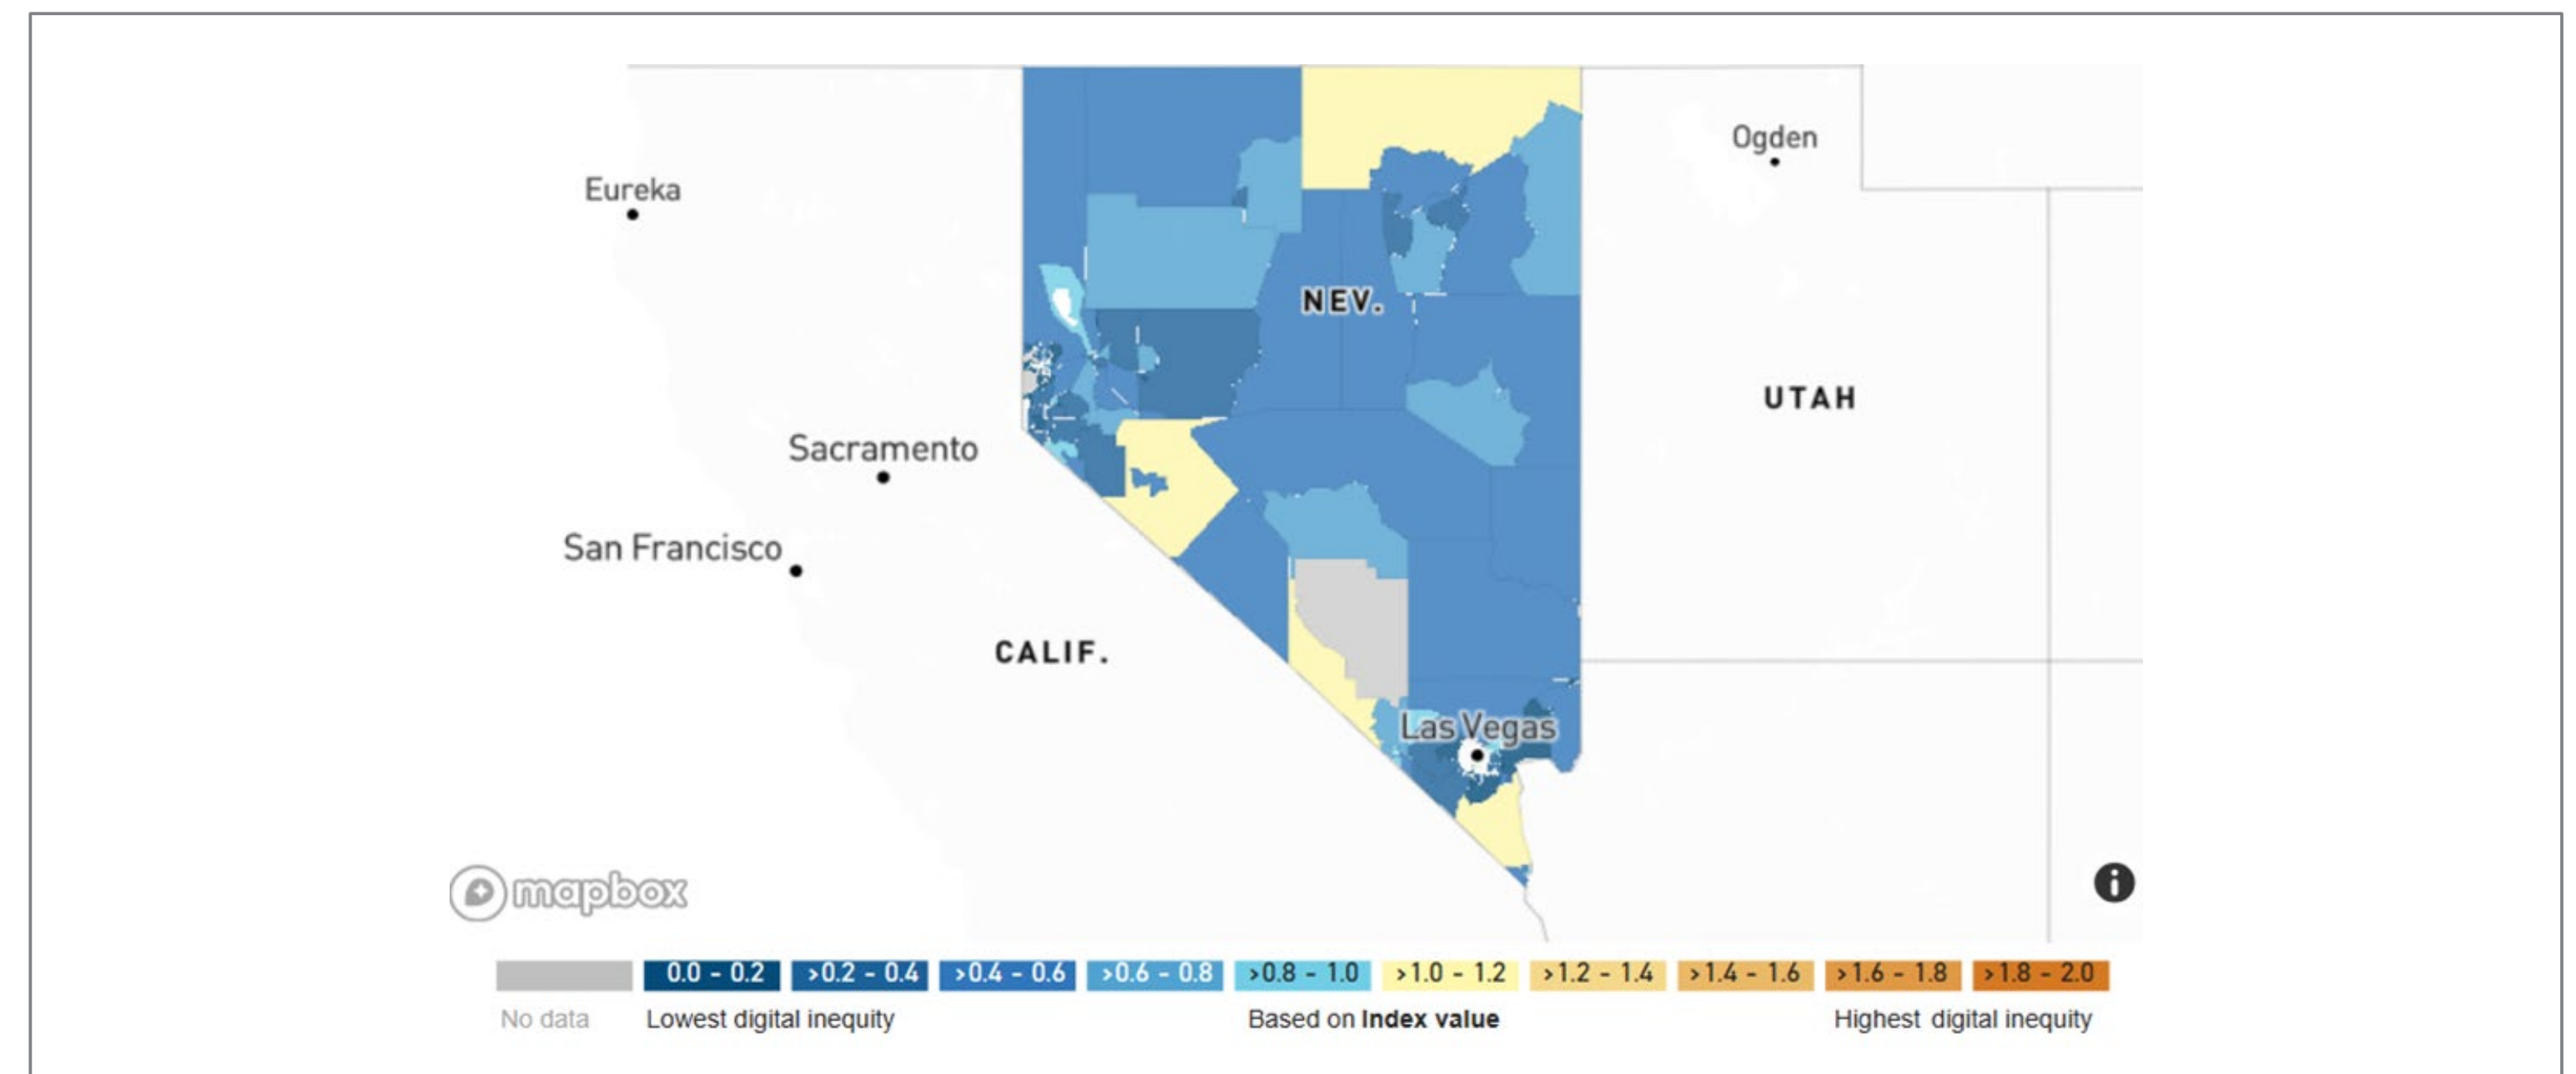 Ogden
Eureka
NEV.
UTAH
Sacramento
San Francisco
CALIF.
Las Vegas
mapbox
i
0.0 - 0.2 >0.2 - 0.4 >0.4 - 0.6 >0.6 - 0.8 >0.8 - 1.0 >1.0 - 1.2 >1.2 - 1.4 >1.4 - 1.6 >1.6 - 1.8 >1.8 - 2.0
No data Lowest digital inequity Based on Index value Highest digital inequity